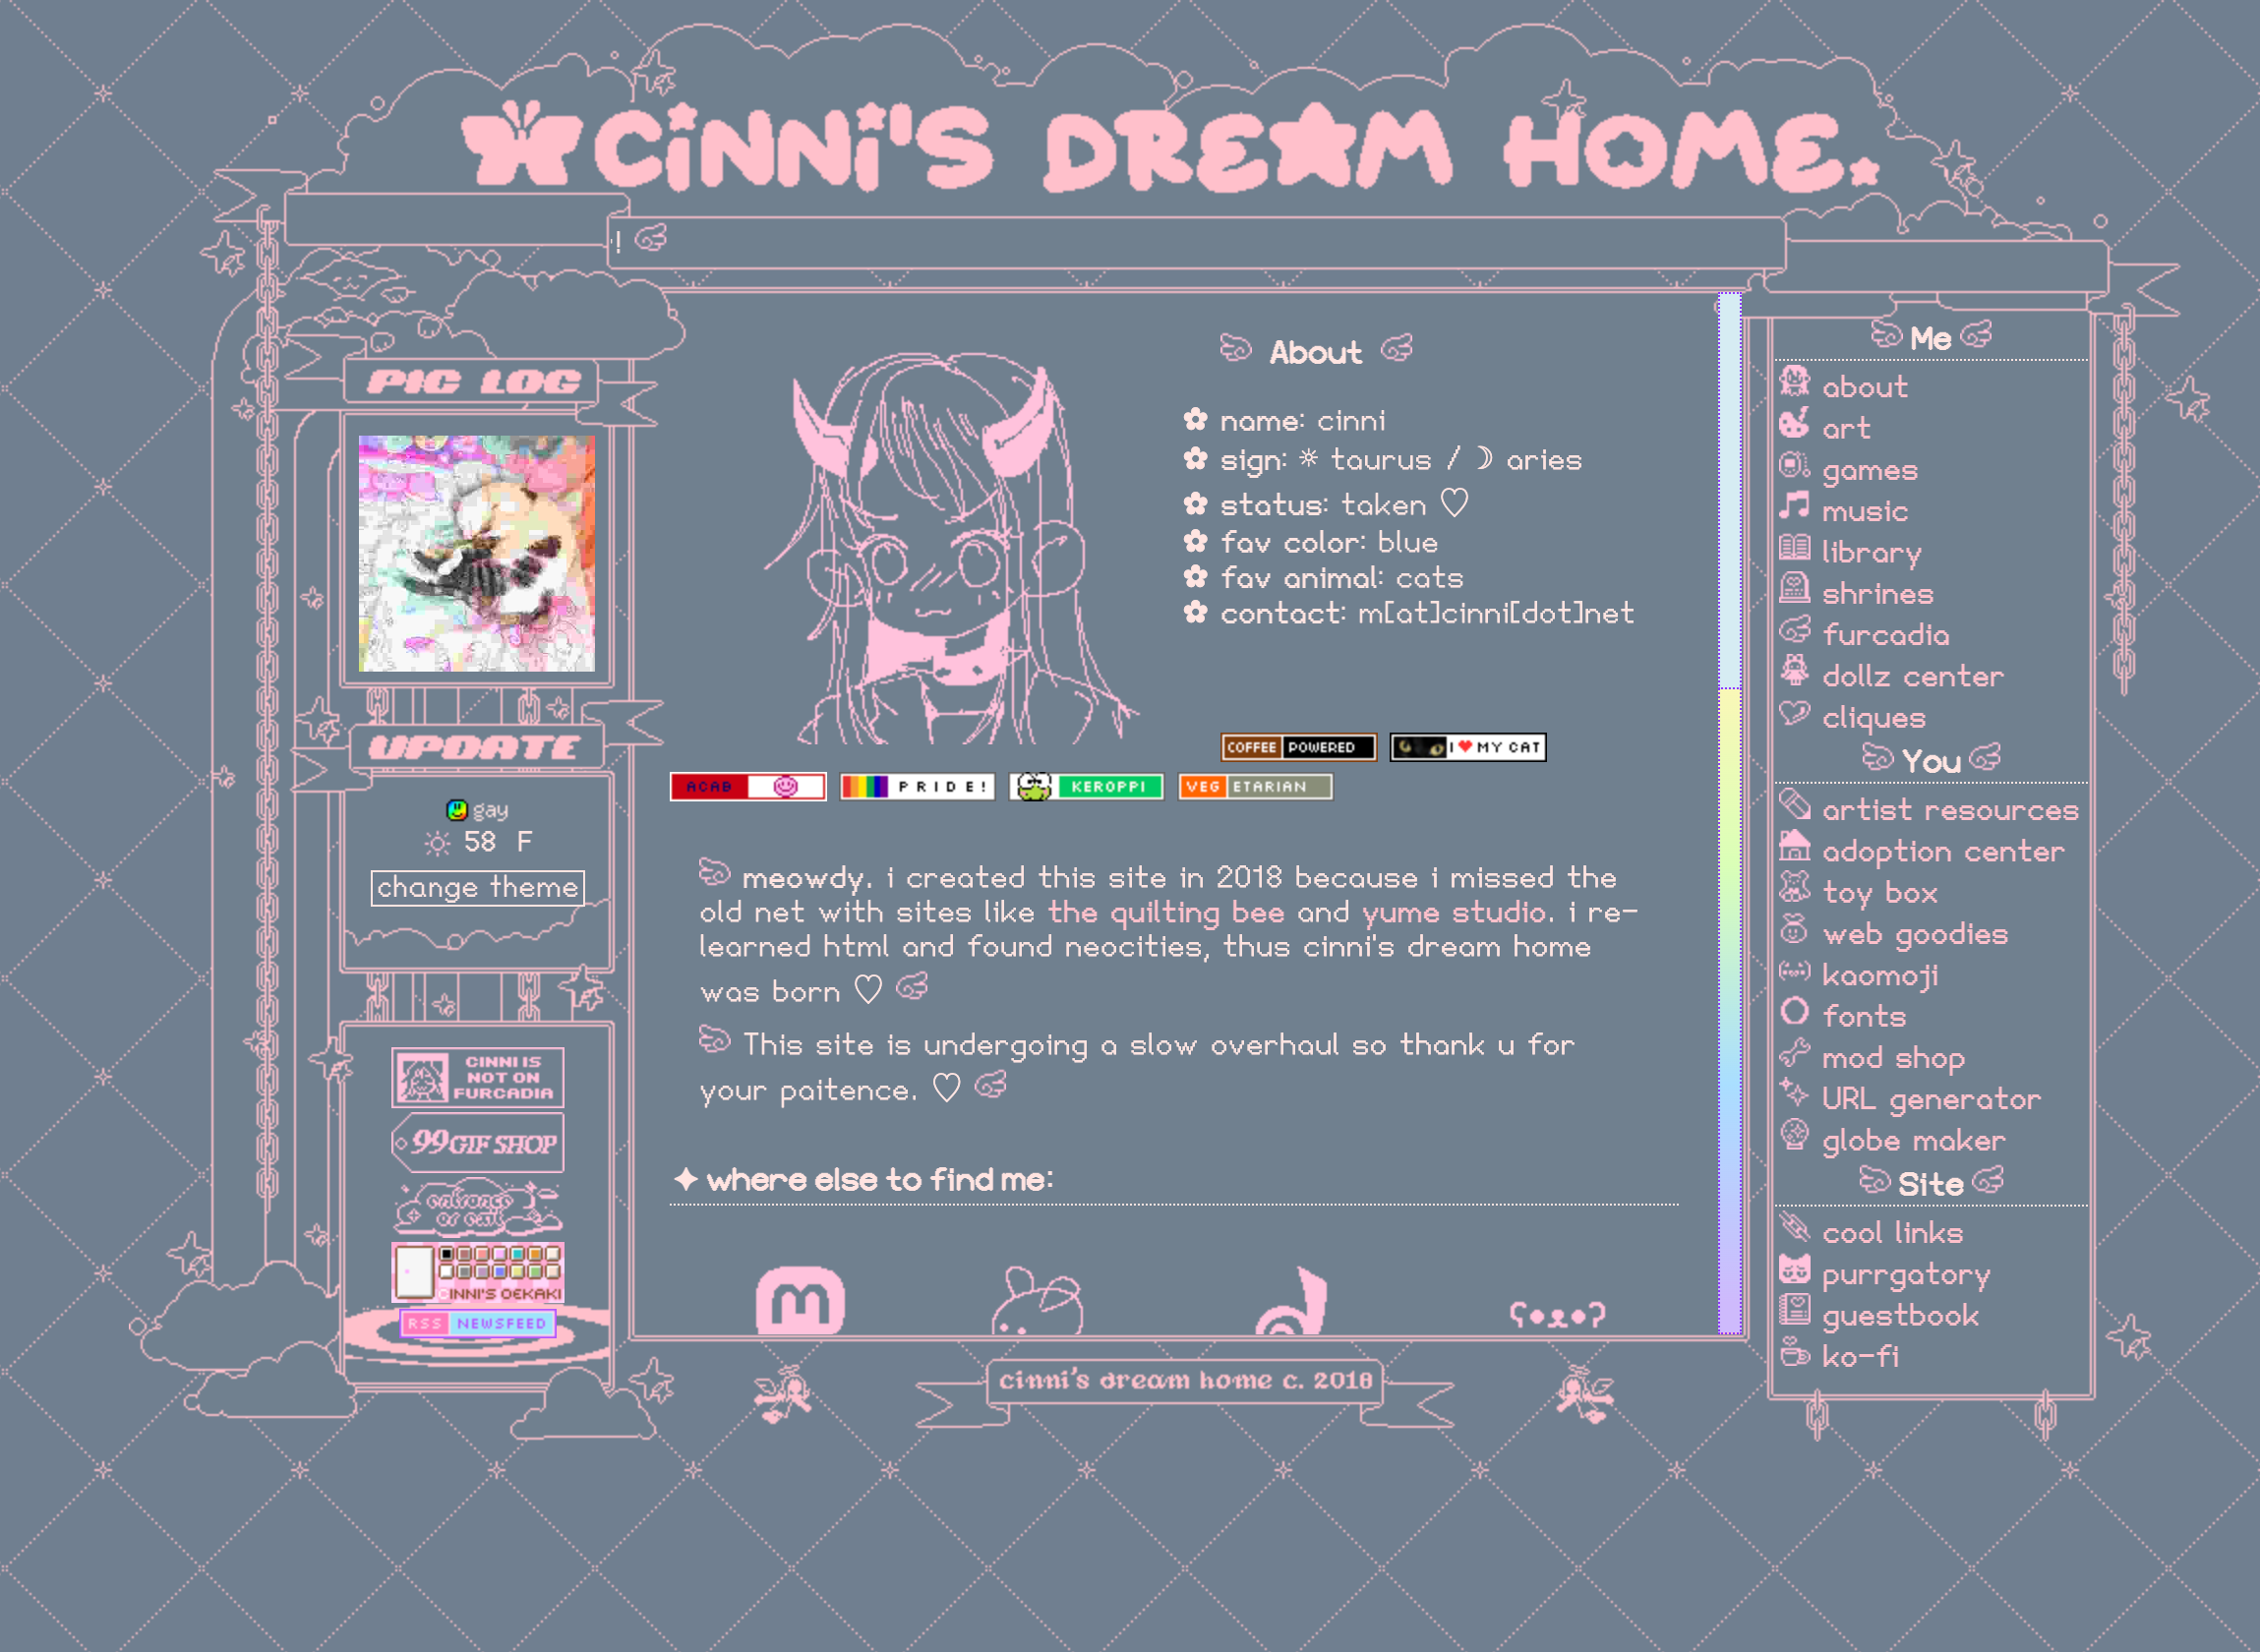 CiNNi'S DREAM HOME.
!
PIC LOG
UPDATE
gay
58 F
change theme
CINNI IS
NOT ON
FURCADIA
99 GIF SHOP
CINNI'S OEKAKI
RSS NEWSFEED
About
name: cinni
sign: ☼ taurus / ☽ aries
status: taken ♡
fav color: blue
fav animal: cats
contact: m[at]cinni[dot]net
COFFEE POWERED
I ♥ MY CAT
ACAB
PRIDE!
KEROPPI
VEGETARIAN
meowdy. i created this site in 2018 because i missed the
old net with sites like the quilting bee and yume studio. i re-
learned html and found neocities, thus cinni's dream home
was born ♡
This site is undergoing a slow overhaul so thank u for
your paitence. ♡
✦ where else to find me:
ʕ•ᴥ•ʔ
cinni's dream home c. 2018
Me
about
art
games
music
library
shrines
furcadia
dollz center
cliques
You
artist resources
adoption center
toy box
web goodies
kaomoji
fonts
mod shop
URL generator
globe maker
Site
cool links
purrgatory
guestbook
ko-fi